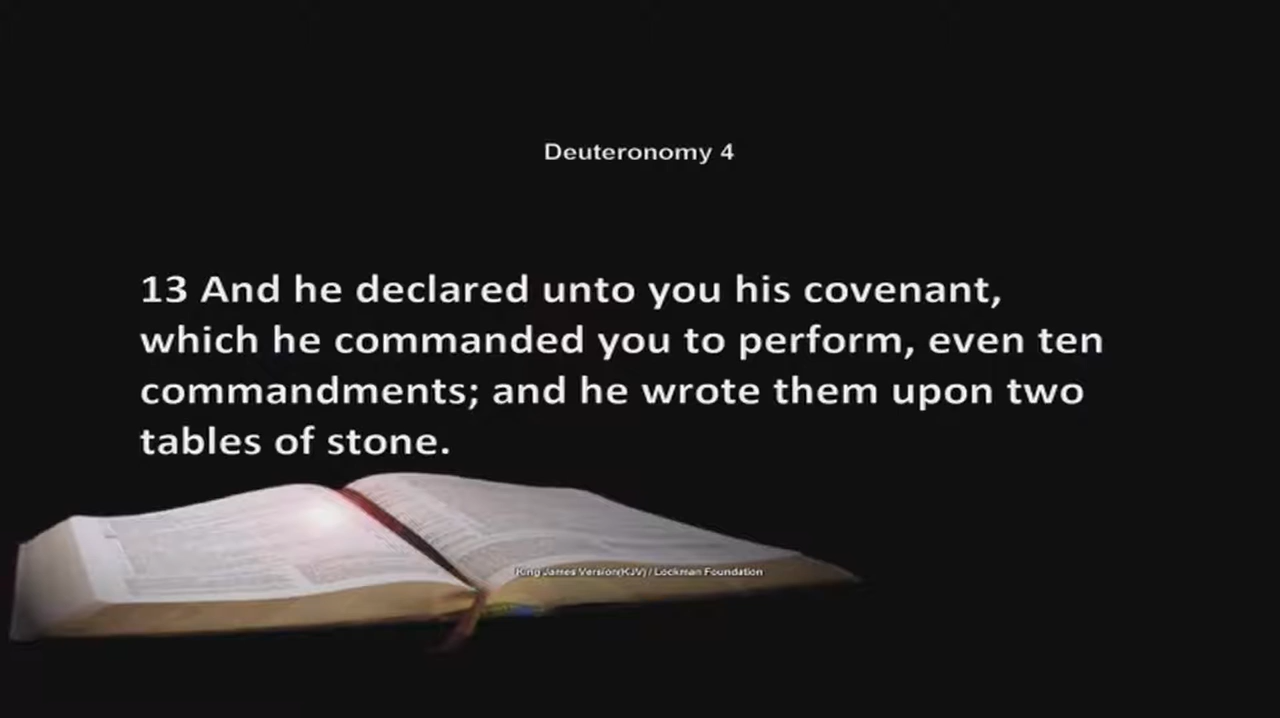 Deuteronomy 4
13 And he declared unto you his covenant,
which he commanded you to perform, even ten
commandments; and he wrote them upon two
tables of stone.
King James Version(KJV) / Lockman Foundation